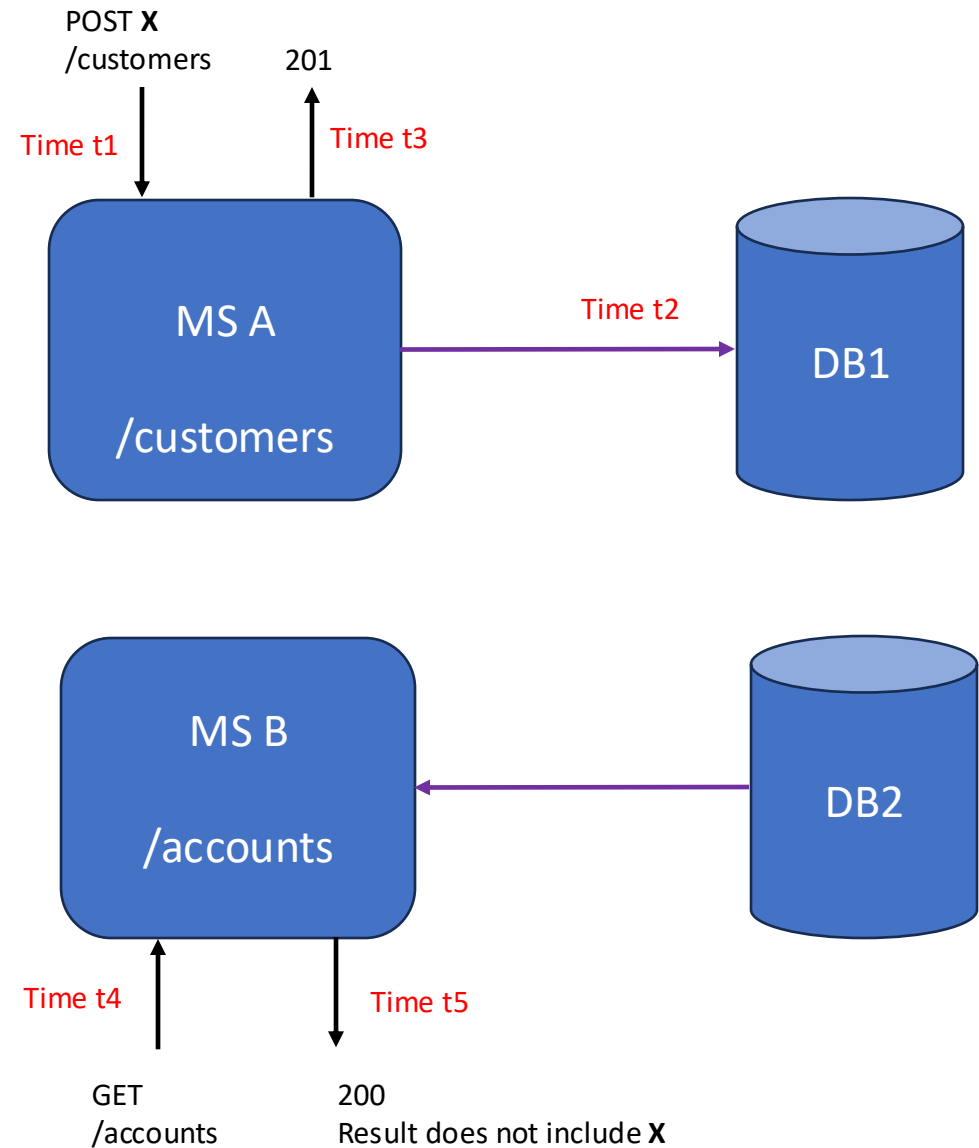 POST X
/customers
201
Time t1
Time t3
MS A
/customers
Time t2
DB1
MS B
/accounts
DB2
Time t4
Time t5
GET
/accounts
200
Result does not include X